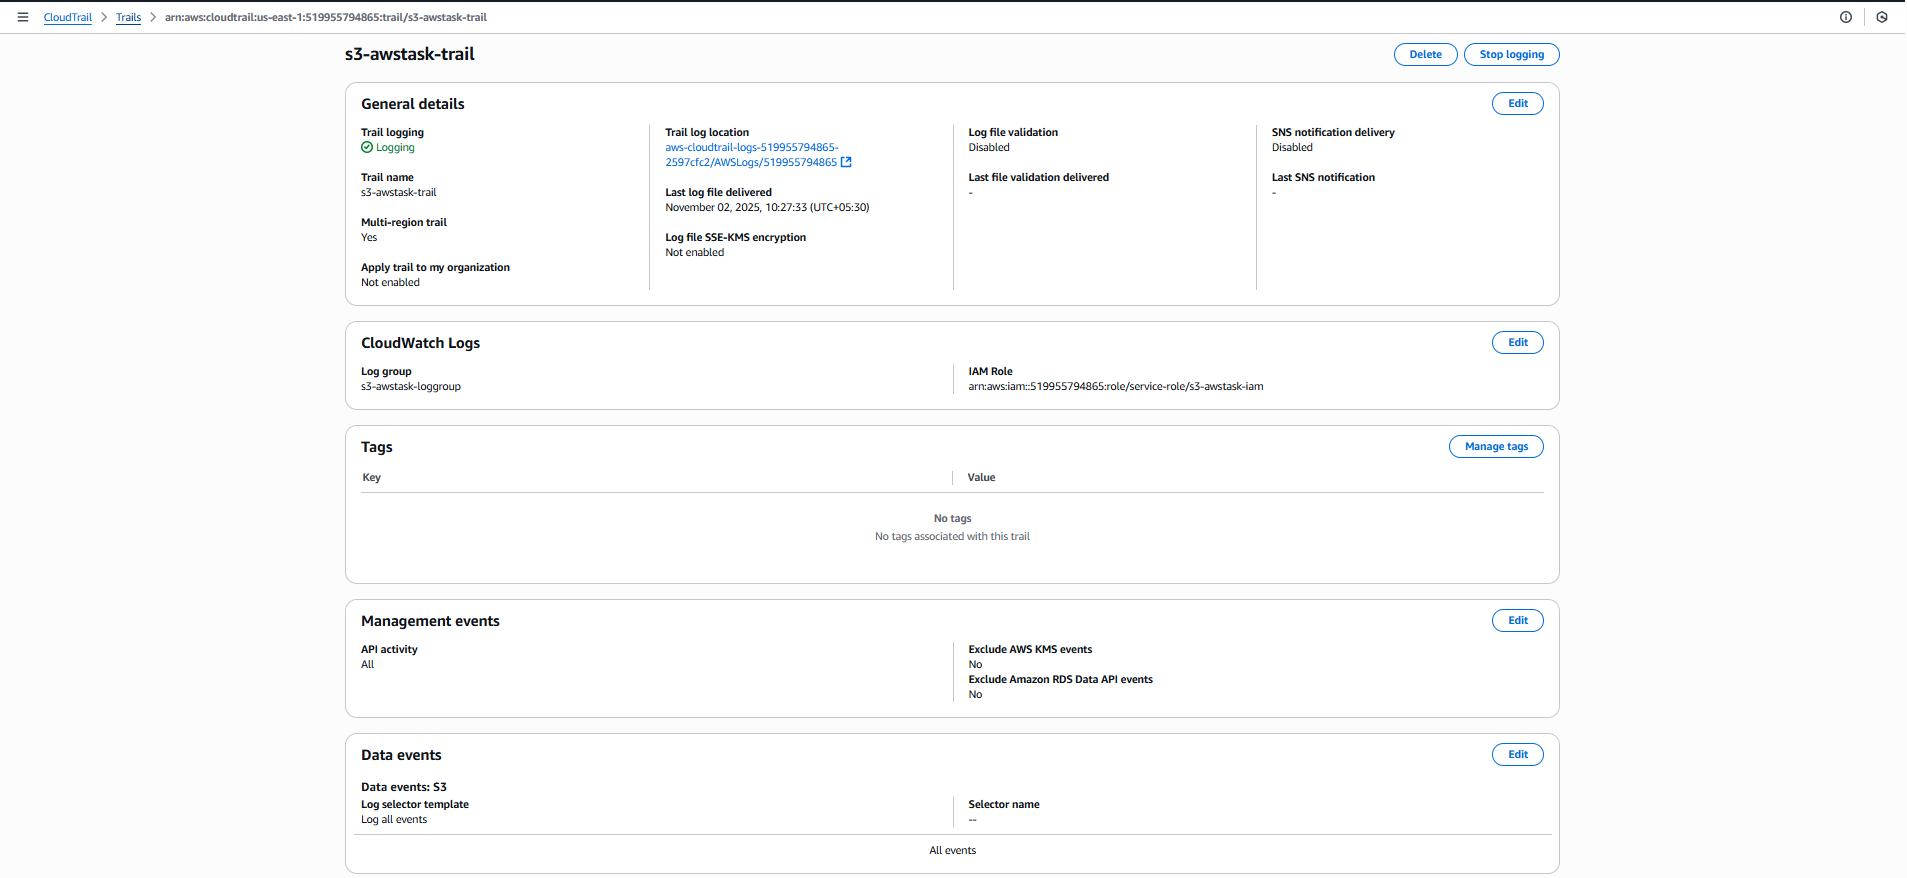 CloudTrail > Trails > arn:aws:cloudtrail:us-east-1:519955794865:trail/s3-awstask-trail
s3-awstask-trail
Delete
Stop logging
General details
Edit
Trail logging
Logging
Trail name
s3-awstask-trail
Multi-region trail
Yes
Apply trail to my organization
Not enabled
Trail log location
aws-cloudtrail-logs-519955794865-
2597cfc2/AWSLogs/519955794865
Last log file delivered
November 02, 2025, 10:27:33 (UTC+05:30)
Log file SSE-KMS encryption
Not enabled
Log file validation
Disabled
Last file validation delivered
-
SNS notification delivery
Disabled
Last SNS notification
-
CloudWatch Logs
Edit
Log group
s3-awstask-loggroup
IAM Role
arn:aws:iam::519955794865:role/service-role/s3-awstask-iam
Tags
Manage tags
Key
Value
No tags
No tags associated with this trail
Management events
Edit
API activity
All
Exclude AWS KMS events
No
Exclude Amazon RDS Data API events
No
Data events
Edit
Data events: S3
Log selector template
Log all events
Selector name
--
All events